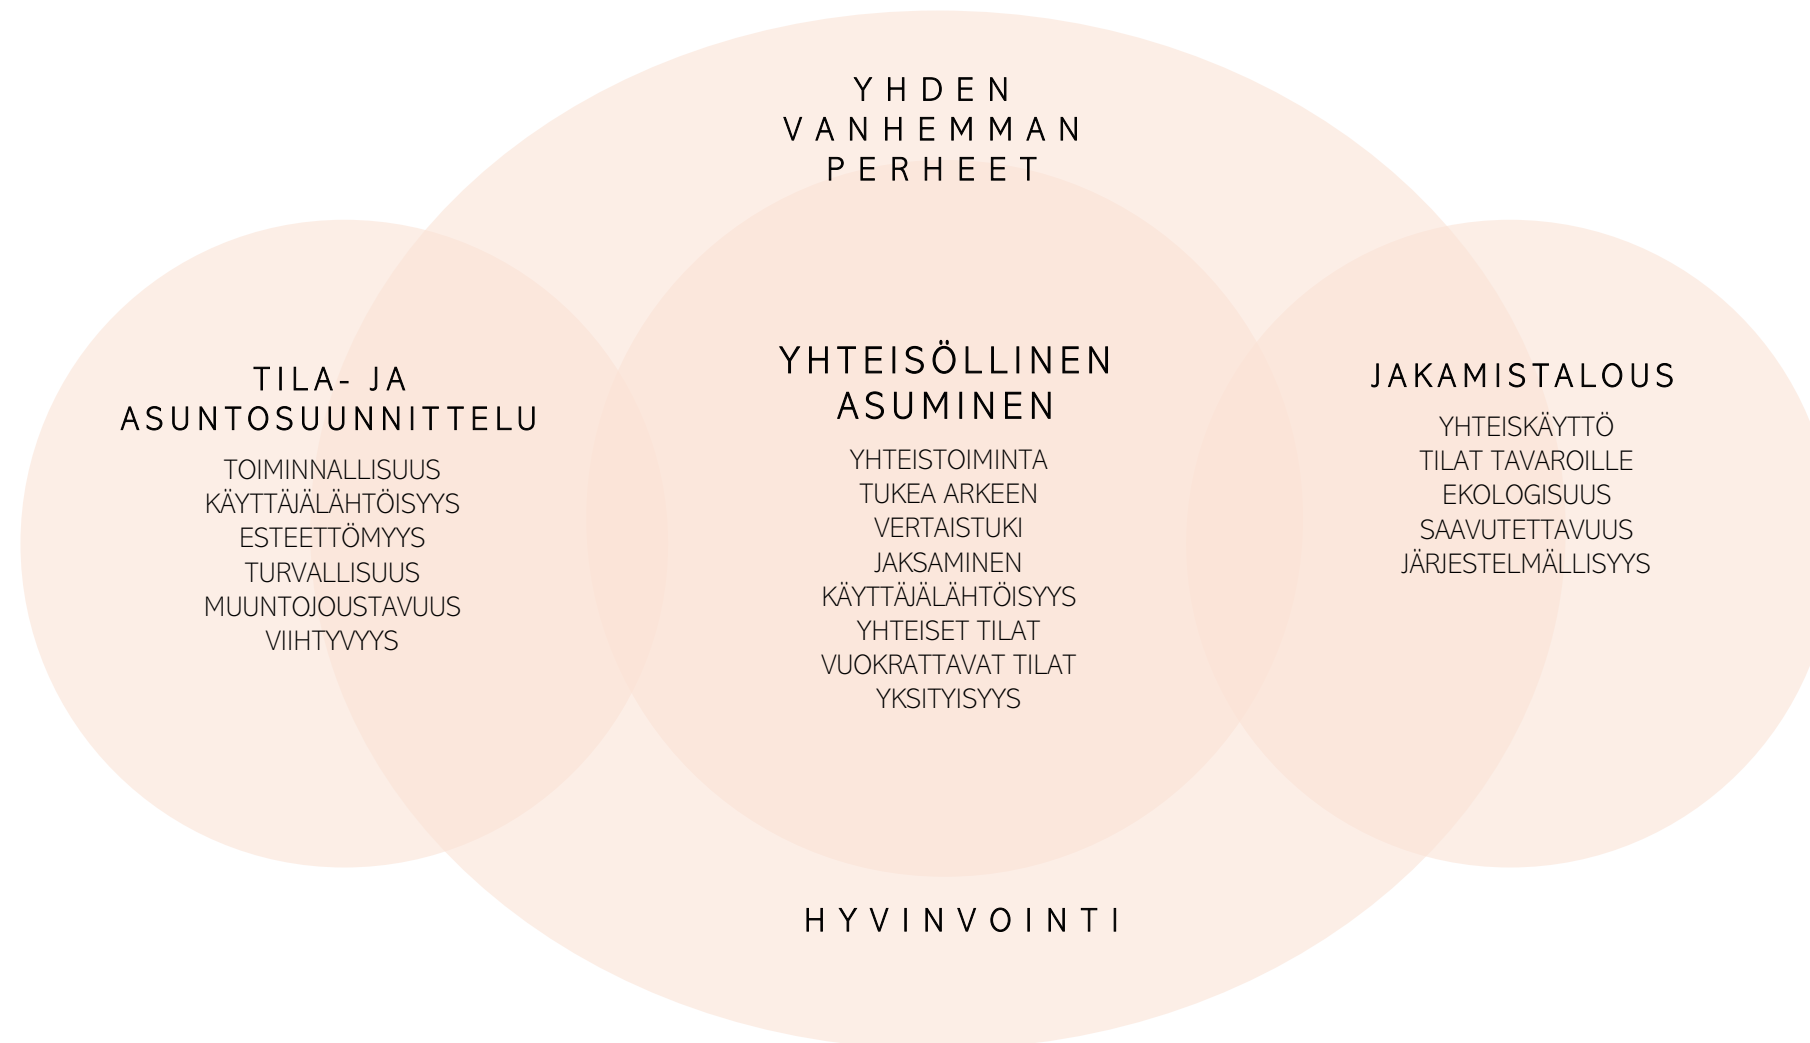 YHDEN
VANHEMMAN
PERHEET
TILA- JA
ASUNTOSUUNNITTELU
TOIMINNALLISUUS
KÄYTTÄJÄLÄHTÖISYYS
ESTEETTÖMYYS
TURVALLISUUS
MUUNTOJOUSTAVUUS
VIIHTYVYYS
YHTEISÖLLINEN
ASUMINEN
YHTEISTOIMINTA
TUKEA ARKEEN
VERTAISTUKI
JAKSAMINEN
KÄYTTÄJÄLÄHTÖISYYS
YHTEISET TILAT
VUOKRATTAVAT TILAT
YKSITYISYYS
JAKAMISTALOUS
YHTEISKÄYTTÖ
TILAT TAVAROILLE
EKOLOGISUUS
SAAVUTETTAVUUS
JÄRJESTELMÄLLISYYS
HYVINVOINTI